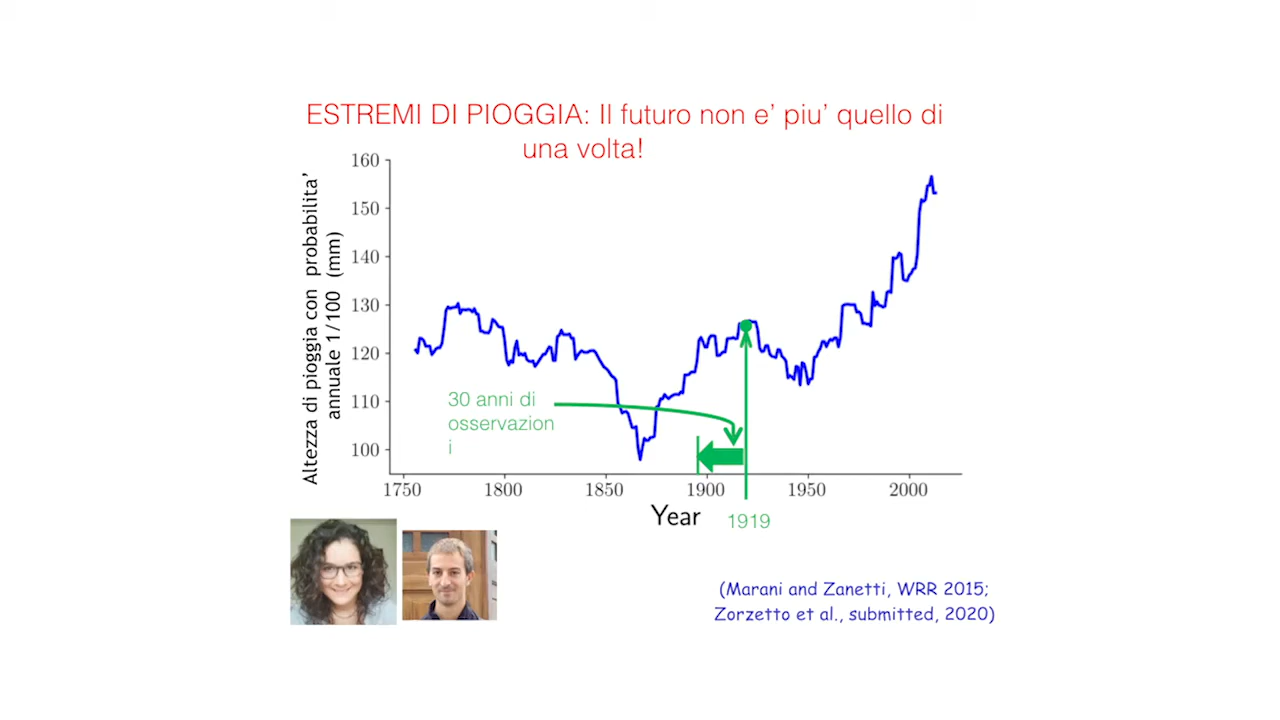 ESTREMI DI PIOGGIA: Il futuro non e' piu' quello di
una volta!
Altezza di pioggia con probabilita'
annuale 1/100 (mm)
160
150
140
130
120
110
100
30 anni di
osservazion
i
1750
1800
1850
1900
1950
2000
Year
1919
(Marani and Zanetti, WRR 2015;
Zorzetto et al., submitted, 2020)